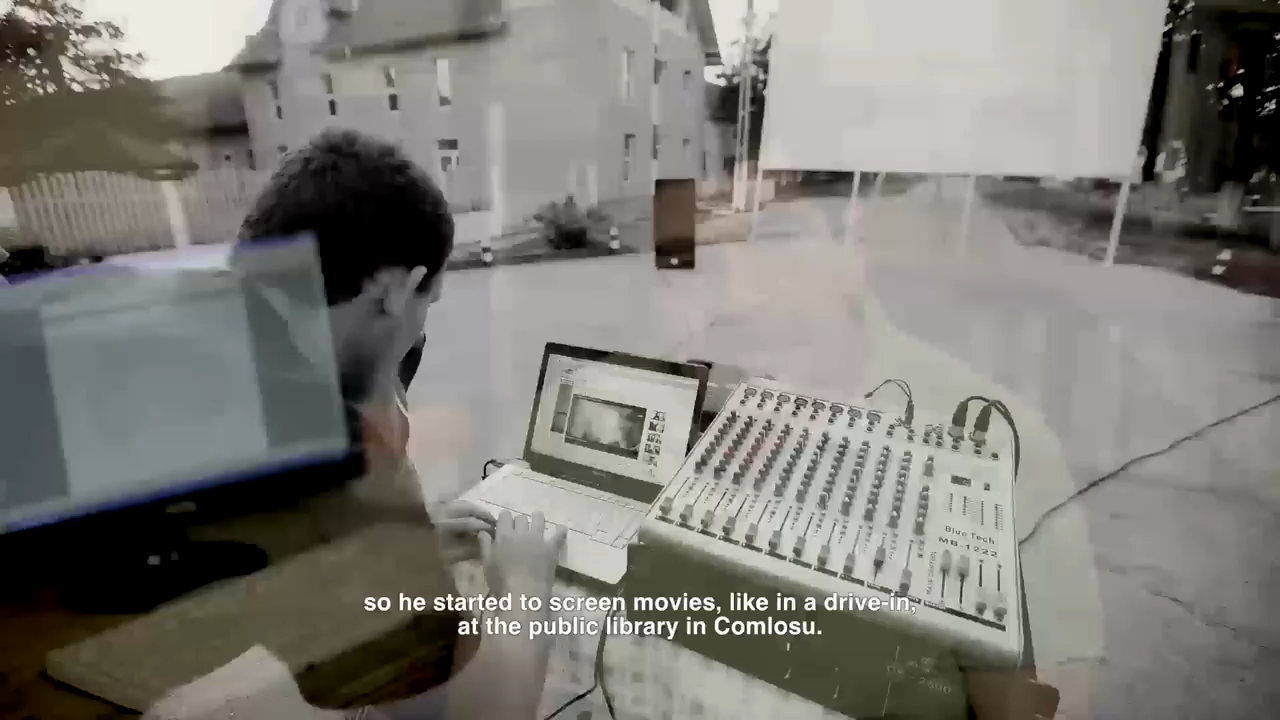 Blue Tech
MB-1222
so he started to screen movies, like in a drive-in,
at the public library in Comlosu.